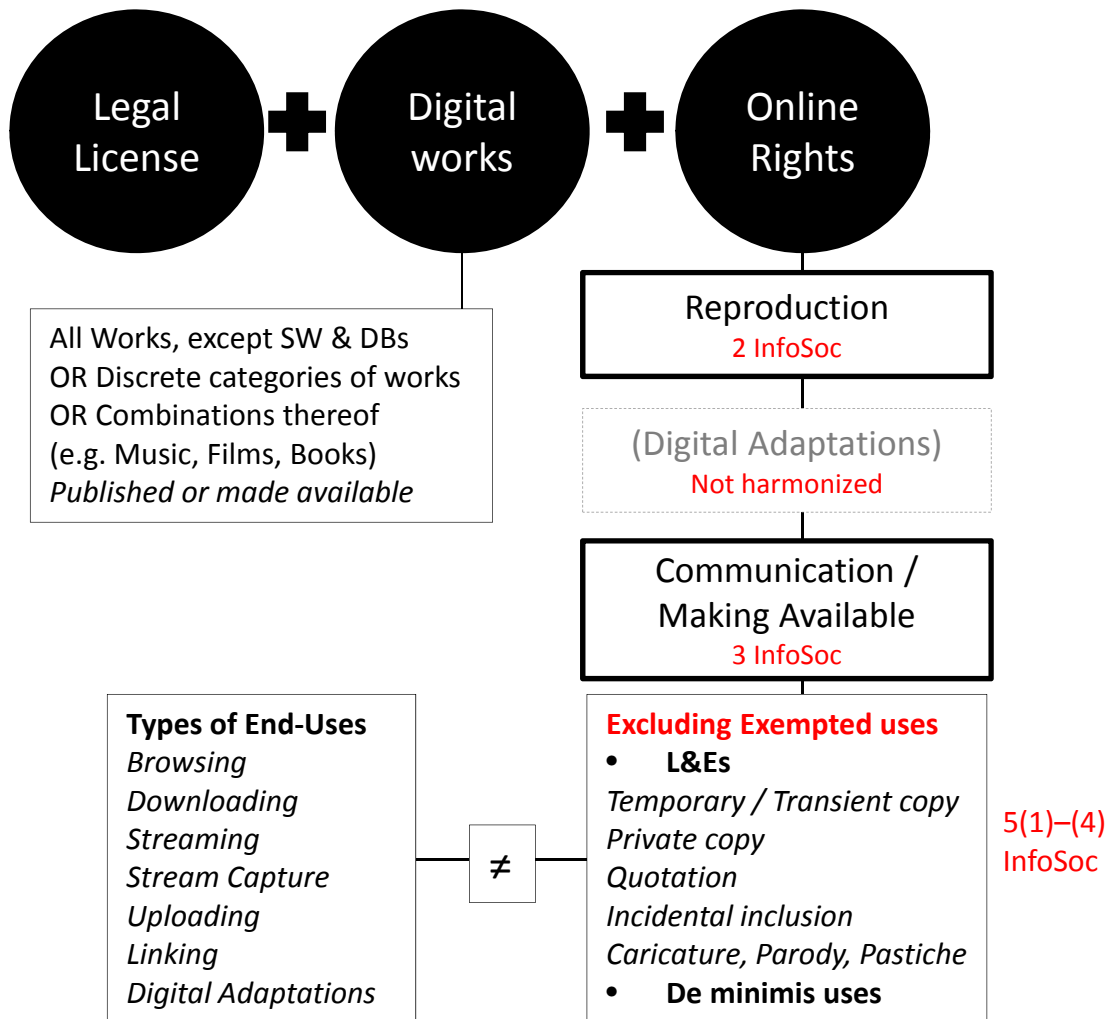 Legal
License
Digital
works
Online
Rights
All Works, except SW & DBs
OR Discrete categories of works
OR Combinations thereof
(e.g. Music, Films, Books)
Published or made available
Reproduction
2 InfoSoc
(Digital Adaptations)
Not harmonized
Communication /
Making Available
3 InfoSoc
Types of End-Uses
Browsing
Downloading
Streaming
Stream Capture
Uploading
Linking
Digital Adaptations
≠
Excluding Exempted uses
• L&Es
Temporary / Transient copy
Private copy
Quotation
Incidental inclusion
Caricature, Parody, Pastiche
• De minimis uses
5(1)–(4)
InfoSoc